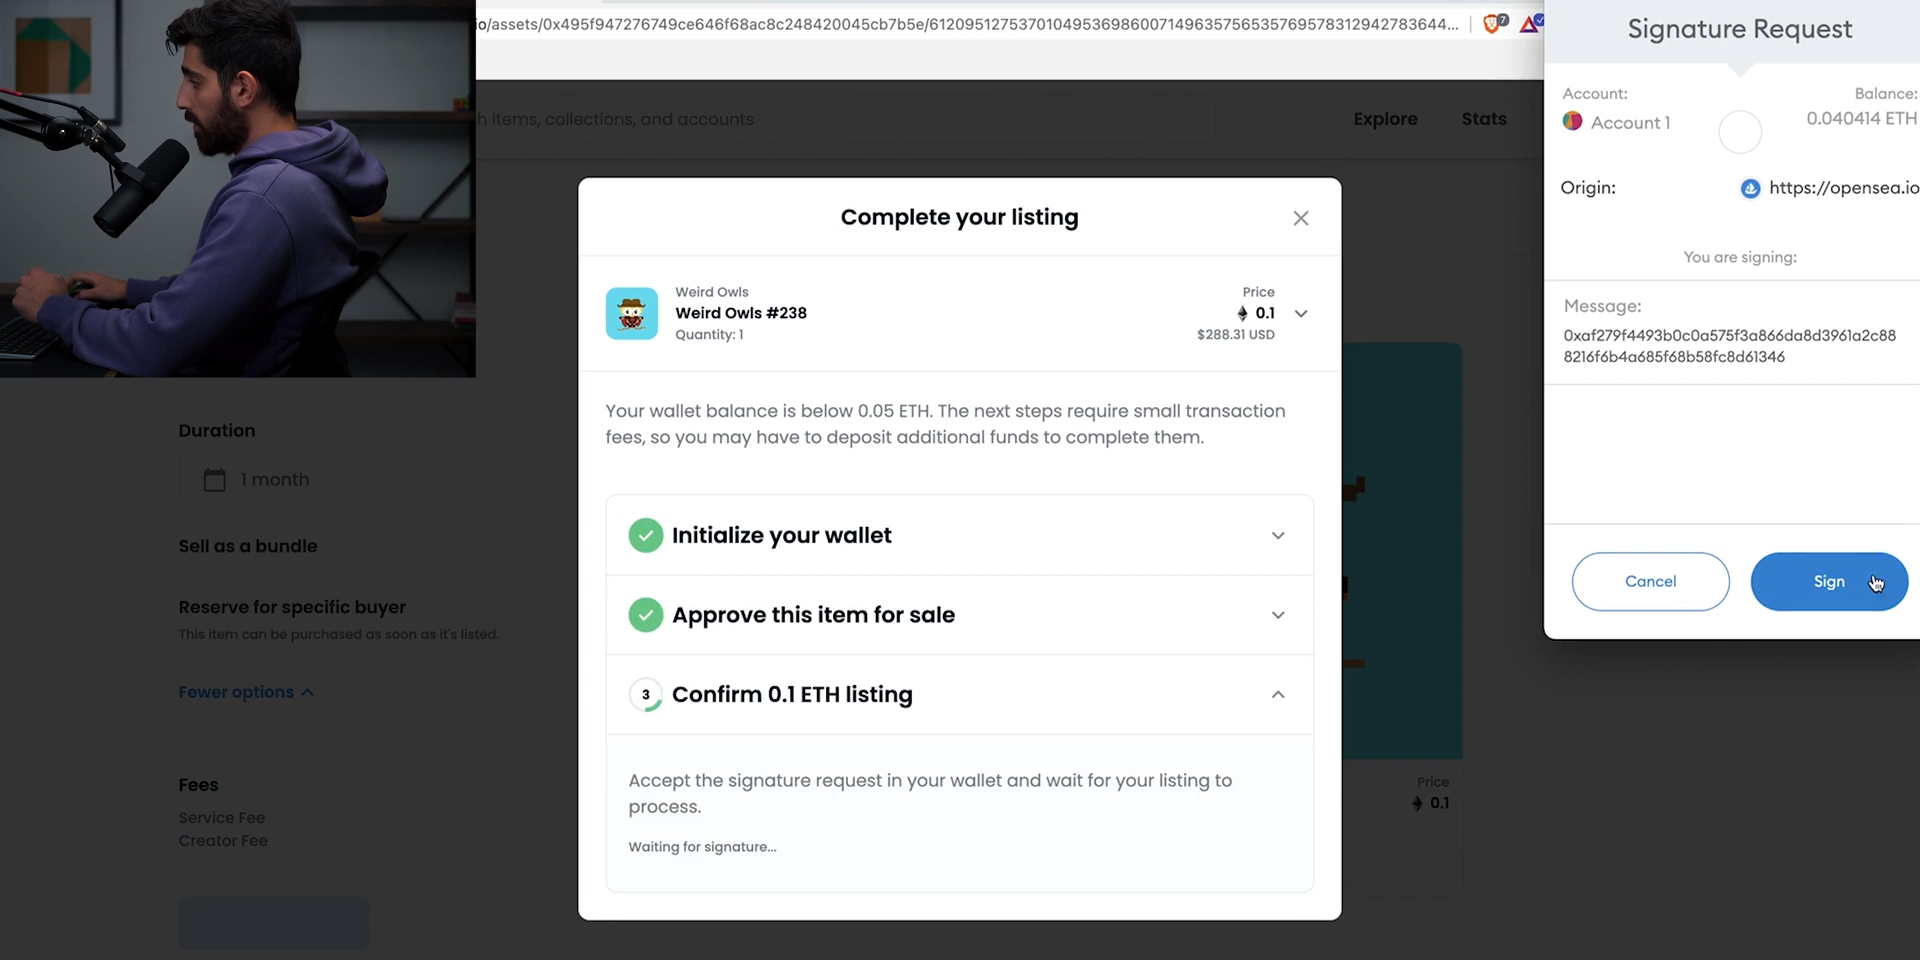 io/assets/0x495f947276749ce646f68ac8c248420045cb7b5e/61209512753701049536986007149635756535769578312942783644...
7
h items, collections, and accounts
Explore
Stats
Duration
1 month
Sell as a bundle
Reserve for specific buyer
This item can be purchased as soon as it's listed.
Fewer options
Fees
Service Fee
Creator Fee
Complete your listing
Weird Owls
Weird Owls #238
Quantity: 1
Price
0.1
$288.31 USD
Your wallet balance is below 0.05 ETH. The next steps require small transaction
fees, so you may have to deposit additional funds to complete them.
Initialize your wallet
Approve this item for sale
3 Confirm 0.1 ETH listing
Accept the signature request in your wallet and wait for your listing to
process.
Waiting for signature...
Price
0.1
Signature Request
Account:
Account 1
Balance:
0.040414 ETH
Origin:
https://opensea.io
You are signing:
Message:
0xaf279f4493b0c0a575f3a866da8d3961a2c88
8216f6b4a685f68b58fc8d61346
Cancel
Sign